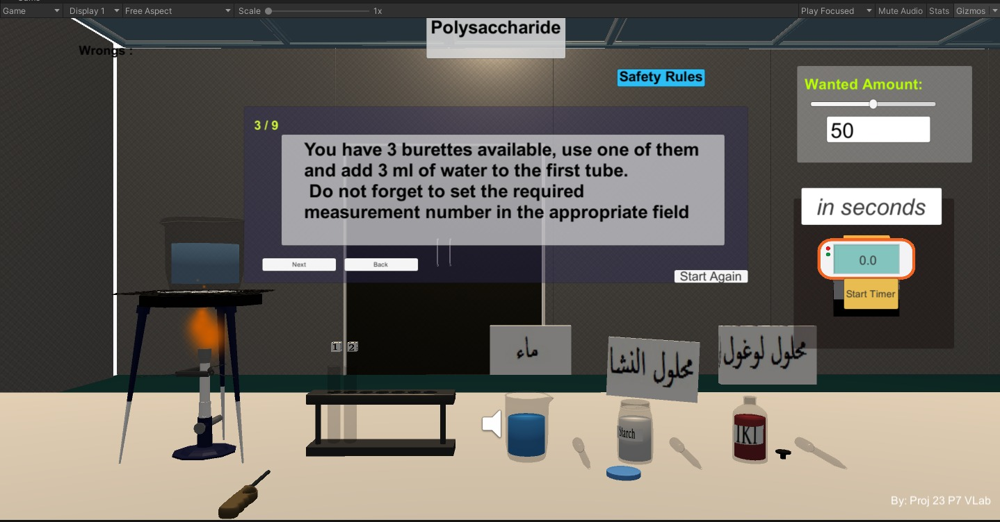 Game
Display 1
Free Aspect
Scale
1x
Play Focused
Mute Audio
Stats
Gizmos
Polysaccharide
Wrongs :
Safety Rules
Wanted Amount:
50
3 / 9
You have 3 burettes available, use one of them
and add 3 ml of water to the first tube.
Do not forget to set the required
measurement number in the appropriate field
Next
Back
Start Again
in seconds
0.0
Start Timer
1
2
ماء
محلول النشا
محلول لوغول
Starch
IKI
By: Proj 23 P7 VLab